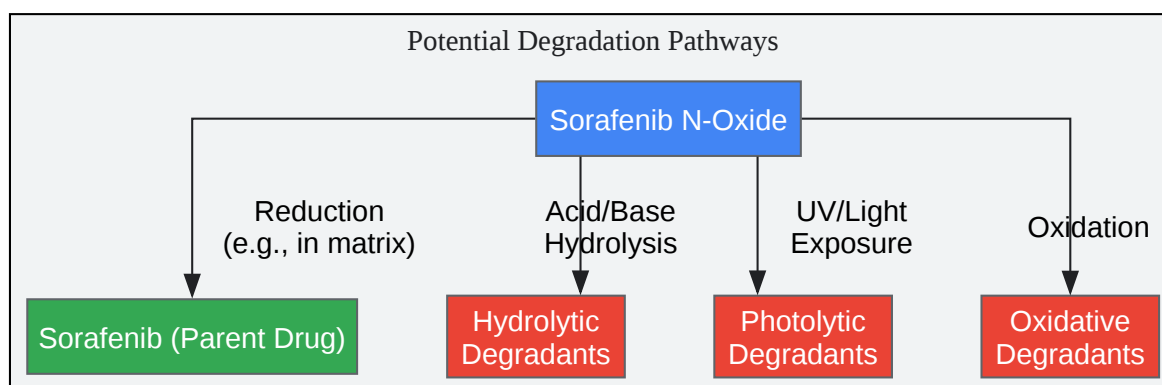 Potential Degradation Pathways
Sorafenib N-Oxide
Reduction
(e.g., in matrix)
Acid/Base
Hydrolysis
UV/Light
Exposure
Oxidation
Sorafenib (Parent Drug)
Hydrolytic
Degradants
Photolytic
Degradants
Oxidative
Degradants